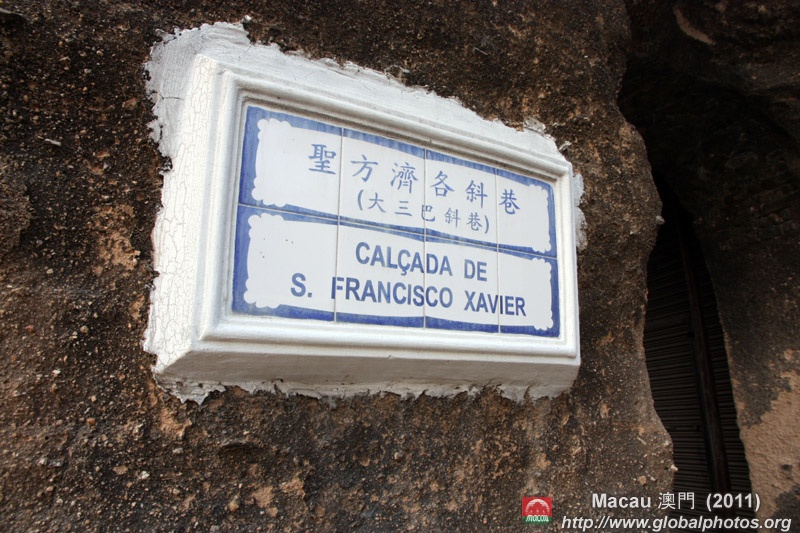 聖方濟各斜巷
(大三巴斜巷)
CALÇADA DE
S. FRANCISCO XAVIER
macau
Macau 澳門 (2011)
http://www.globalphotos.org